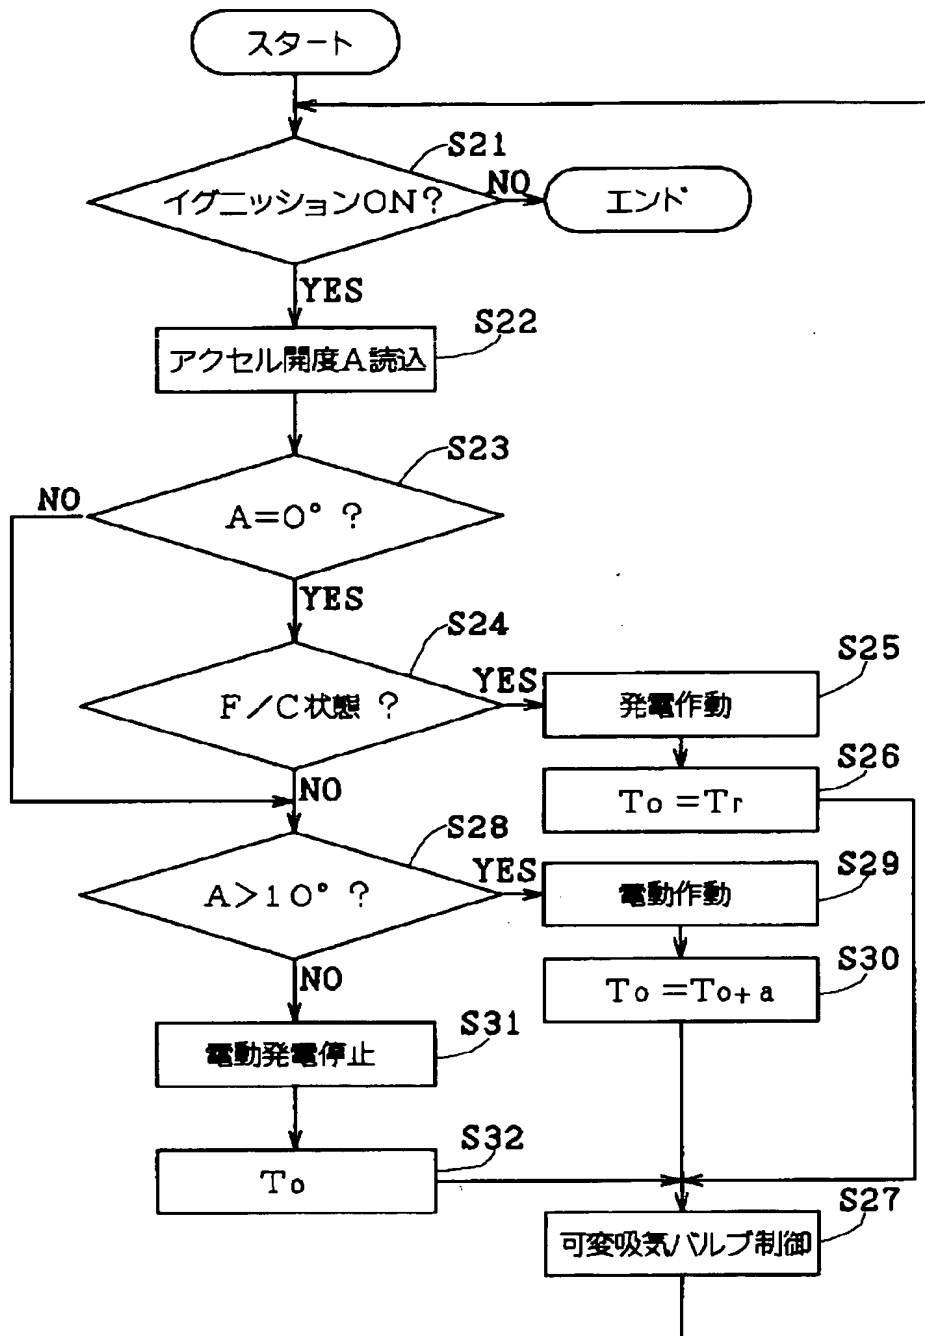 スタート
S21
イグニッションON?
NO
エンド
YES
S22
アクセル開度A読込
S23
NO
A=0°?
YES
S24
F/C状態?
YES
S25
発電作動
S26
To=Tr
NO
S28
A>10°?
YES
S29
電動作動
S30
To=To+a
NO
S31
電動発電停止
S32
To
S27
可変吸気バルブ制御